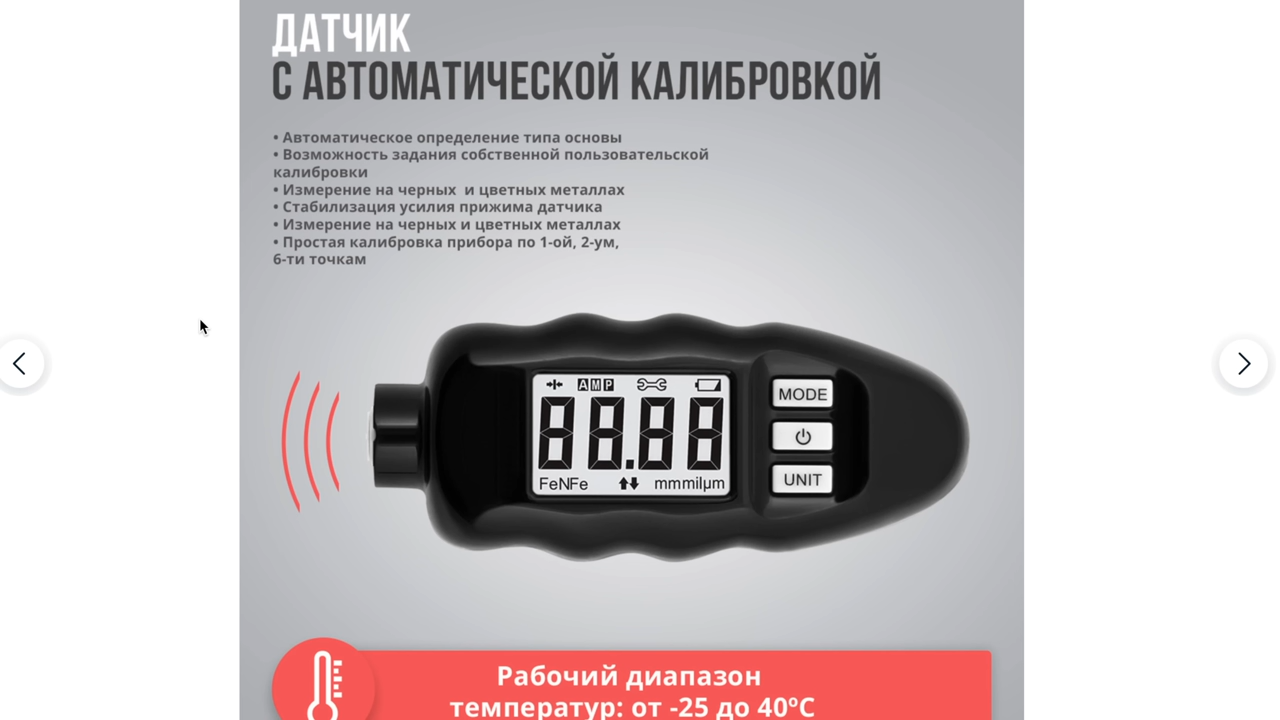 ДАТЧИК
С АВТОМАТИЧЕСКОЙ КАЛИБРОВКОЙ
• Автоматическое определение типа основы
• Возможность задания собственной пользовательской
калибровки
• Измерение на черных  и цветных металлах
• Стабилизация усилия прижима датчика
• Измерение на черных и цветных металлах
• Простая калибровка прибора по 1-ой, 2-ум,
6-ти точкам
AMP
88.88
FeNFe mmmilµm
MODE
UNIT
Рабочий диапазон
температур: от -25 до 40ºС